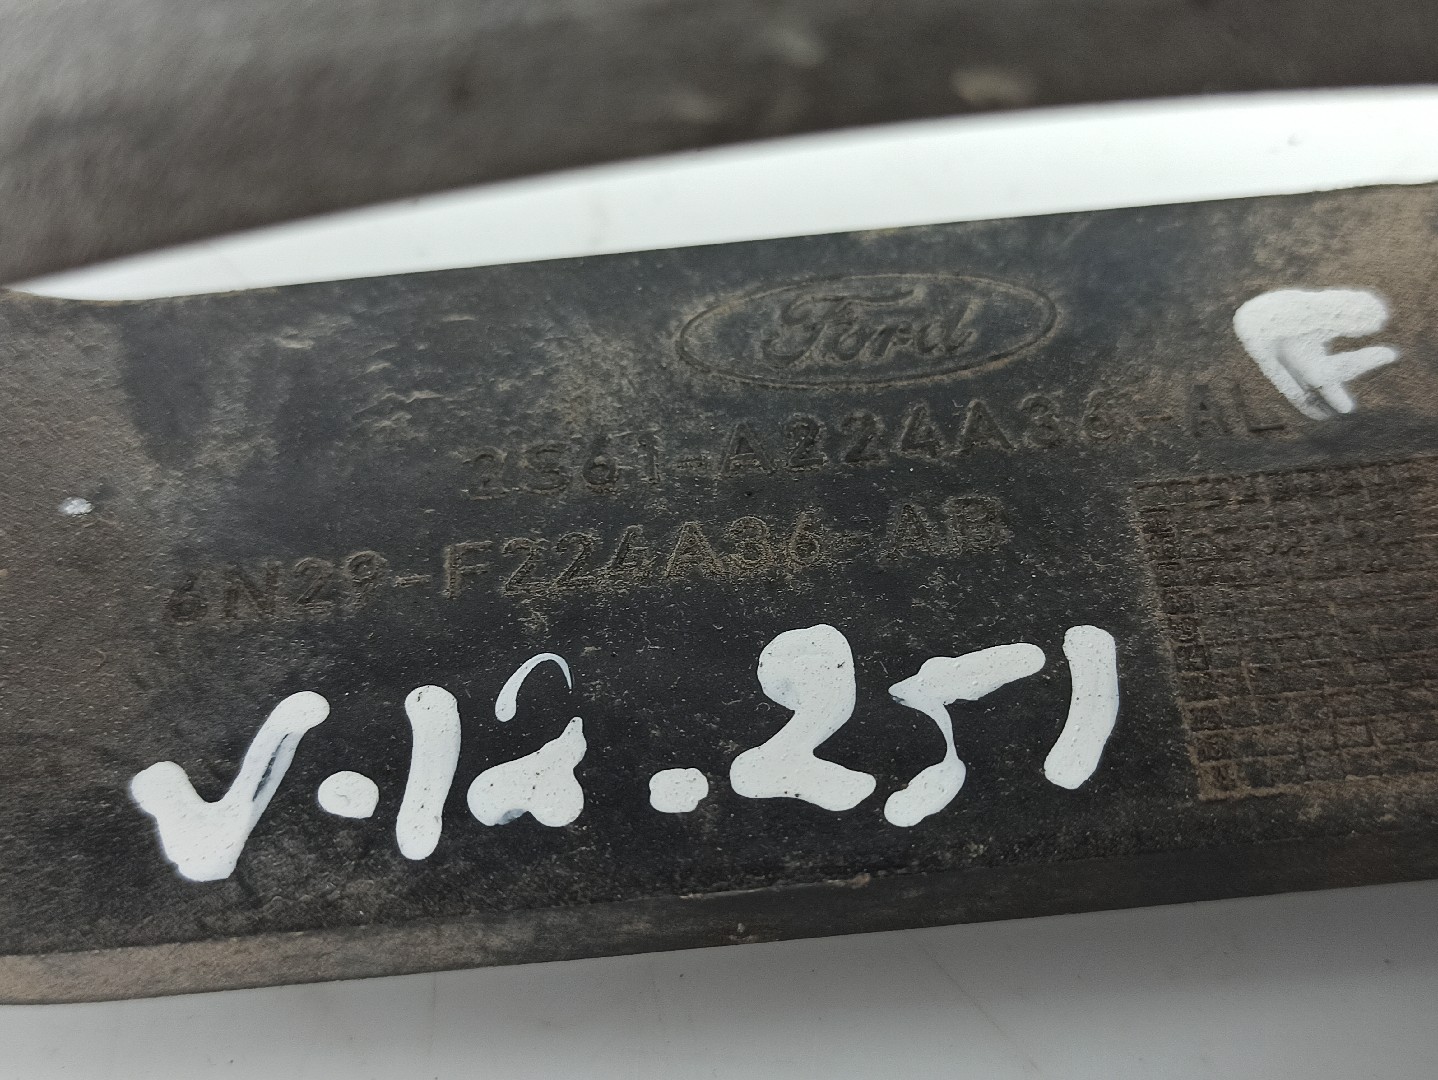 Ford
F
2S61-A224A36-AL
6N29-F224A36-AB
V.12.251